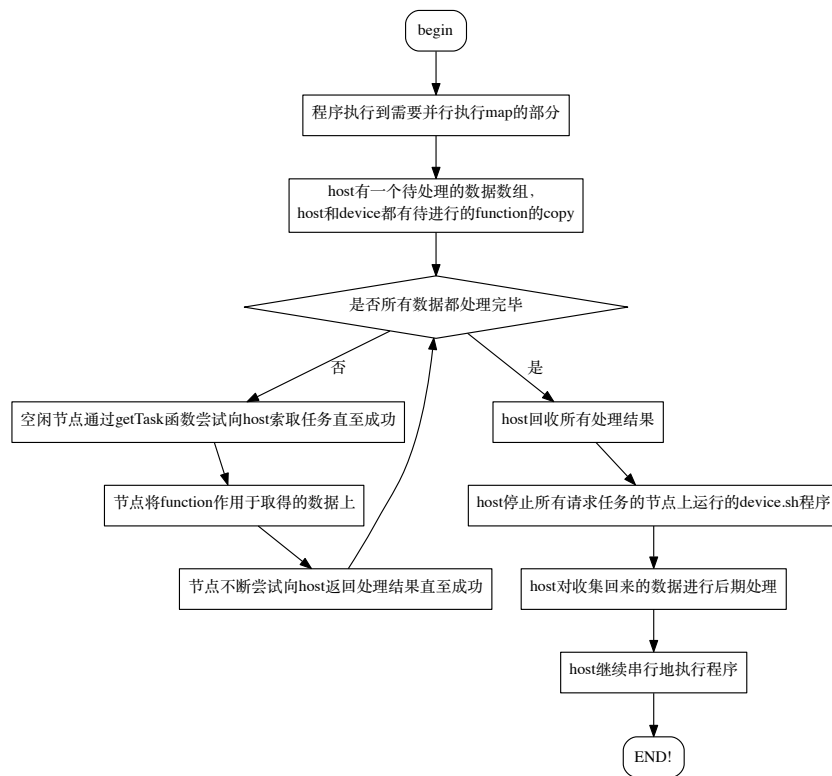 begin
程序执行到需要并行执行map的部分
host有一个待处理的数据数组，
host和device都有待进行的function的copy
是否所有数据都处理完毕
否
是
空闲节点通过getTask函数尝试向host索取任务直至成功
host回收所有处理结果
节点将function作用于取得的数据上
host停止所有请求任务的节点上运行的device.sh程序
节点不断尝试向host返回处理结果直至成功
host对收集回来的数据进行后期处理
host继续串行地执行程序
END!